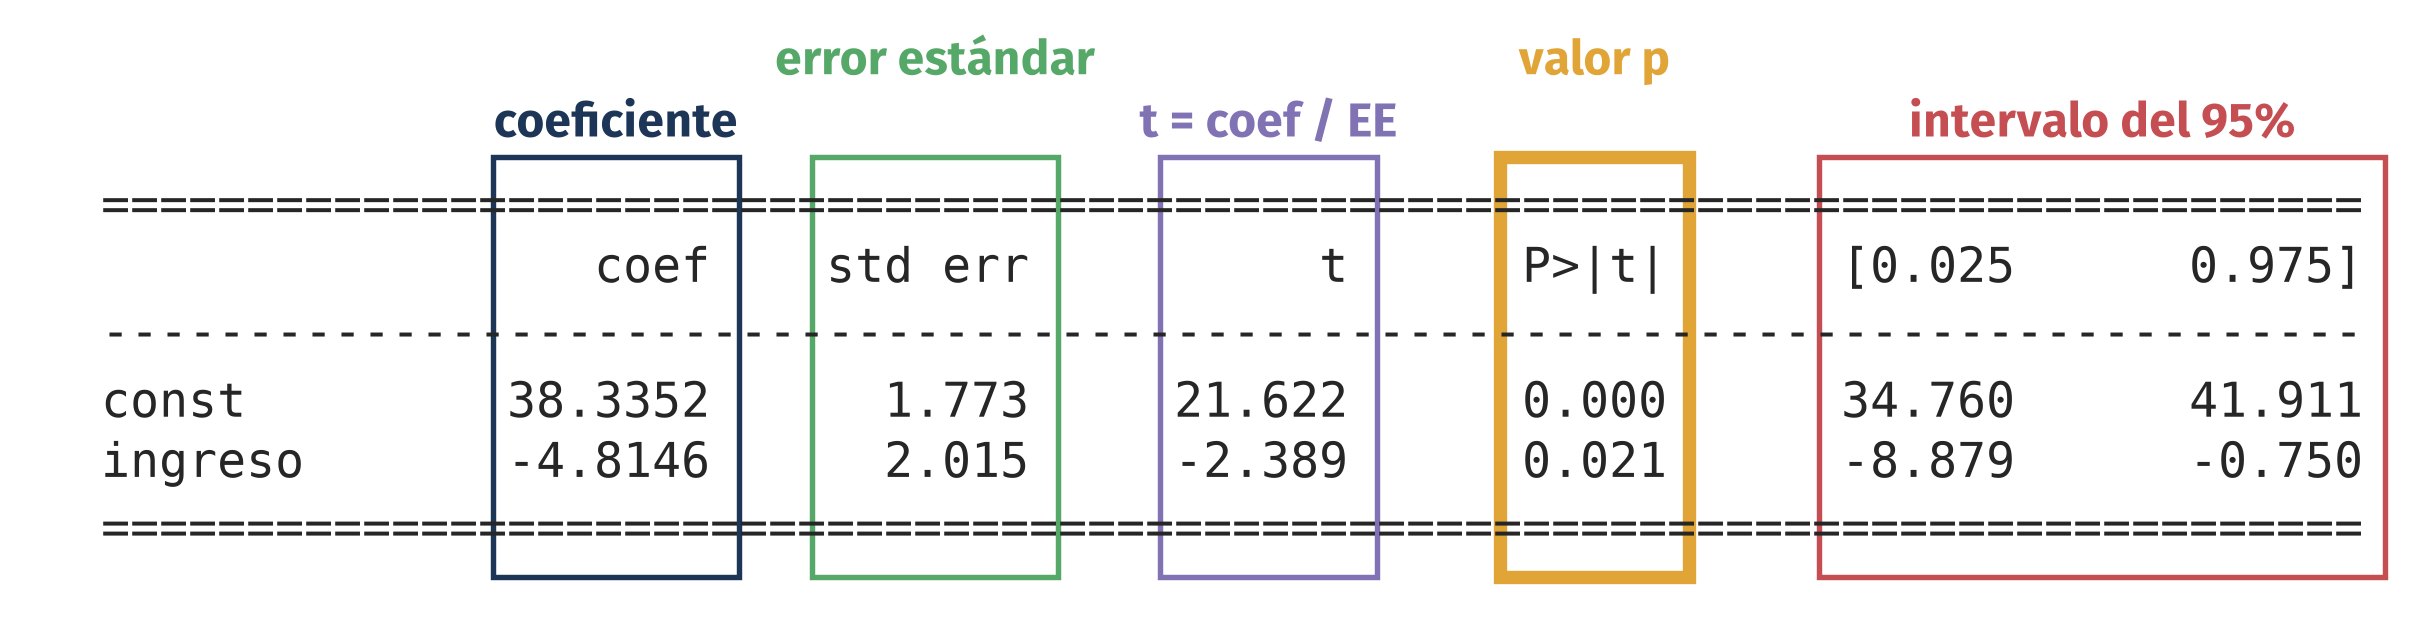 error estándar valor p
coeficiente t = coef / EE intervalo del 95%
==============================================================================
coef std err t P>|t| [0.025 0.975]
------------------------------------------------------------------------------
const 38.3352 1.773 21.622 0.000 34.760 41.911
ingreso -4.8146 2.015 -2.389 0.021 -8.879 -0.750
==============================================================================